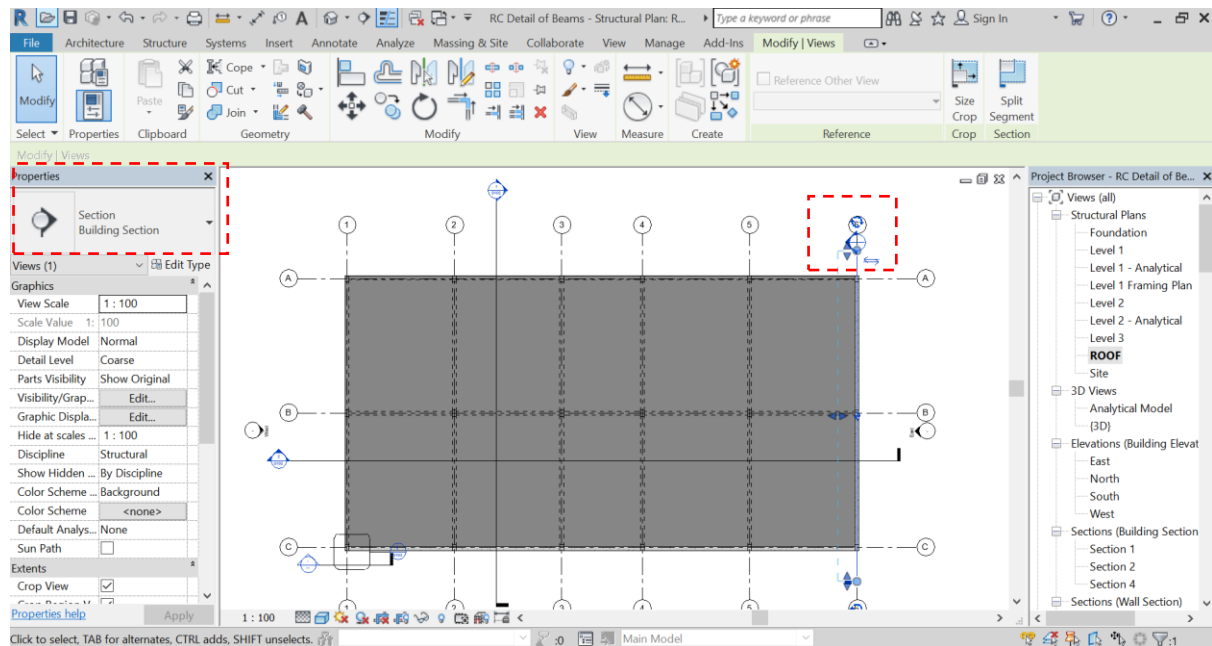 R RC Detail of Beams - Structural Plan: R... Type a keyword or phrase Sign In
File Architecture Structure Systems Insert Annotate Analyze Massing & Site Collaborate View Manage Add-Ins Modify | Views
Modify Paste Cope Cut Join Reference Other View Size Crop Split Segment
Select Properties Clipboard Geometry Modify View Measure Create Reference Crop Section
Modify | Views
Properties
Section
Building Section
Views (1) Edit Type
Graphics
View Scale 1 : 100
Scale Value 1: 100
Display Model Normal
Detail Level Coarse
Parts Visibility Show Original
Visibility/Grap... Edit...
Graphic Displa... Edit...
Hide at scales ... 1 : 100
Discipline Structural
Show Hidden ... By Discipline
Color Scheme ... Background
Color Scheme <none>
Default Analys... None
Sun Path
Extents
Crop View
Properties help Apply
1 2 3 4 5
A A
B B
C C
1 2 3 4 5
1 : 100
Project Browser - RC Detail of Be...
Views (all)
Structural Plans
Foundation
Level 1
Level 1 - Analytical
Level 1 Framing Plan
Level 2
Level 2 - Analytical
Level 3
ROOF
Site
3D Views
Analytical Model
{3D}
Elevations (Building Elevat
East
North
South
West
Sections (Building Section
Section 1
Section 2
Section 4
Sections (Wall Section)
Click to select, TAB for alternates, CTRL adds, SHIFT unselects. :0 Main Model :1